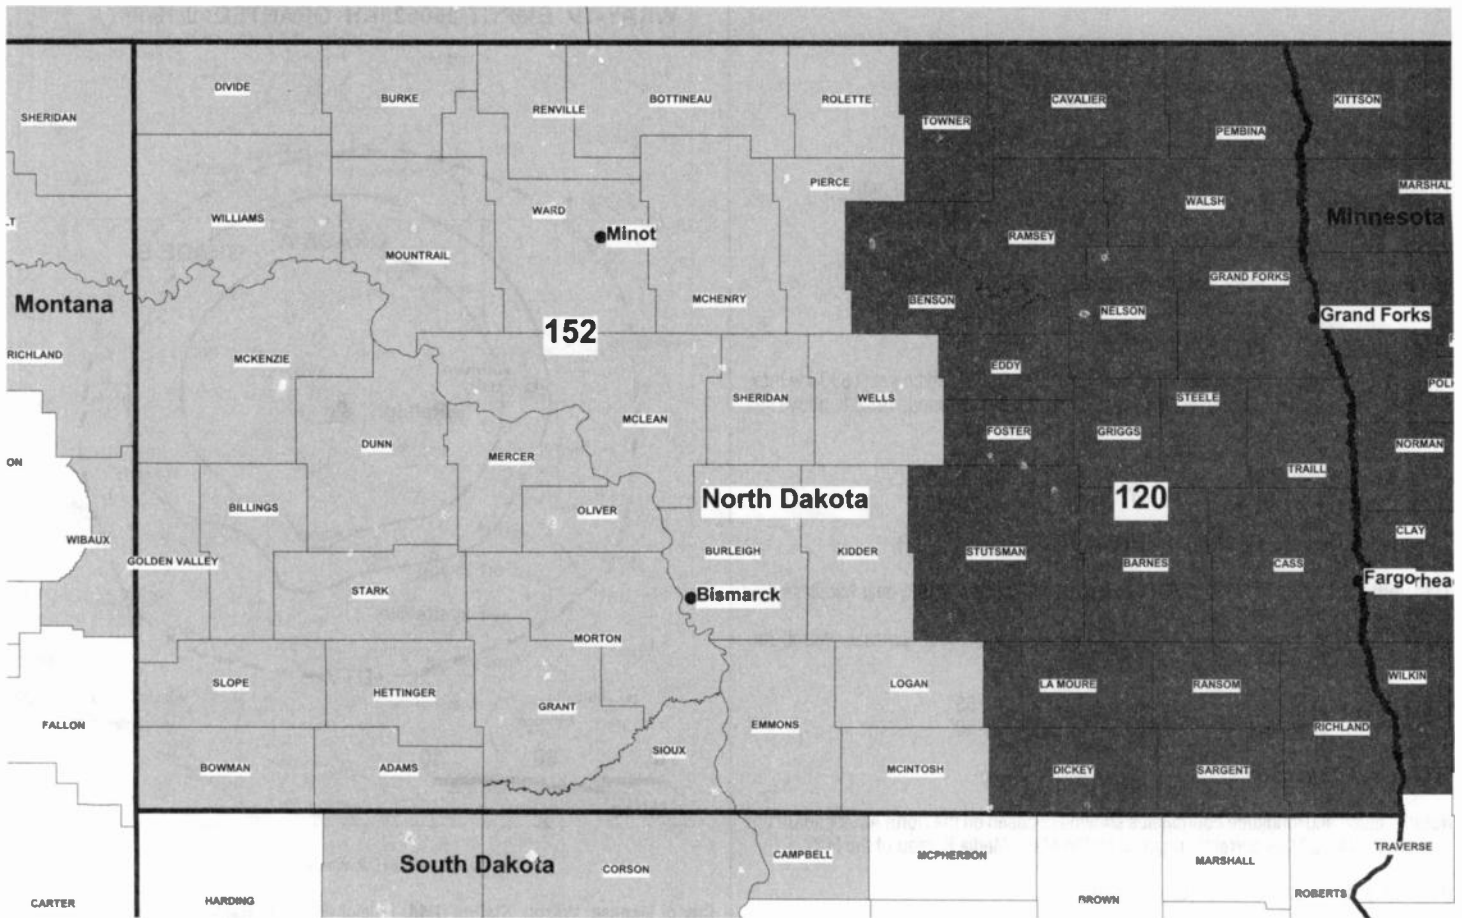 DIVIDE
BURKE
RENVILLE
BOTTINEAU
ROLETTE
TOWNER
CAVALIER
PEMBINA
KITTSON
SHERIDAN
PIERCE
MARSHAL
WALSH
WILLIAMS
WARD
Minot
Minnesota
MOUNTRAIL
RAMSEY
GRAND FORKS
Montana
MCHENRY
BENSON
NELSON
Grand Forks
152
RICHLAND
MCKENZIE
EDDY
POLK
SHERIDAN
WELLS
STEELE
MCLEAN
DUNN
MERCER
FOSTER
GRIGGS
NORMAN
ON
TRAILL
North Dakota
120
BILLINGS
OLIVER
CLAY
WIBAUX
GOLDEN VALLEY
BURLEIGH
KIDDER
STUTSMAN
BARNES
CASS
Fargo
rhea
STARK
Bismarck
MORTON
SLOPE
HETTINGER
LOGAN
LA MOURE
RANSOM
WILKIN
GRANT
FALLON
EMMONS
RICHLAND
SIOUX
BOWMAN
ADAMS
MCINTOSH
DICKEY
SARGENT
TRAVERSE
South Dakota
CORSON
CAMPBELL
MCPHERSON
MARSHALL
ROBERTS
CARTER
HARDING
BROWN